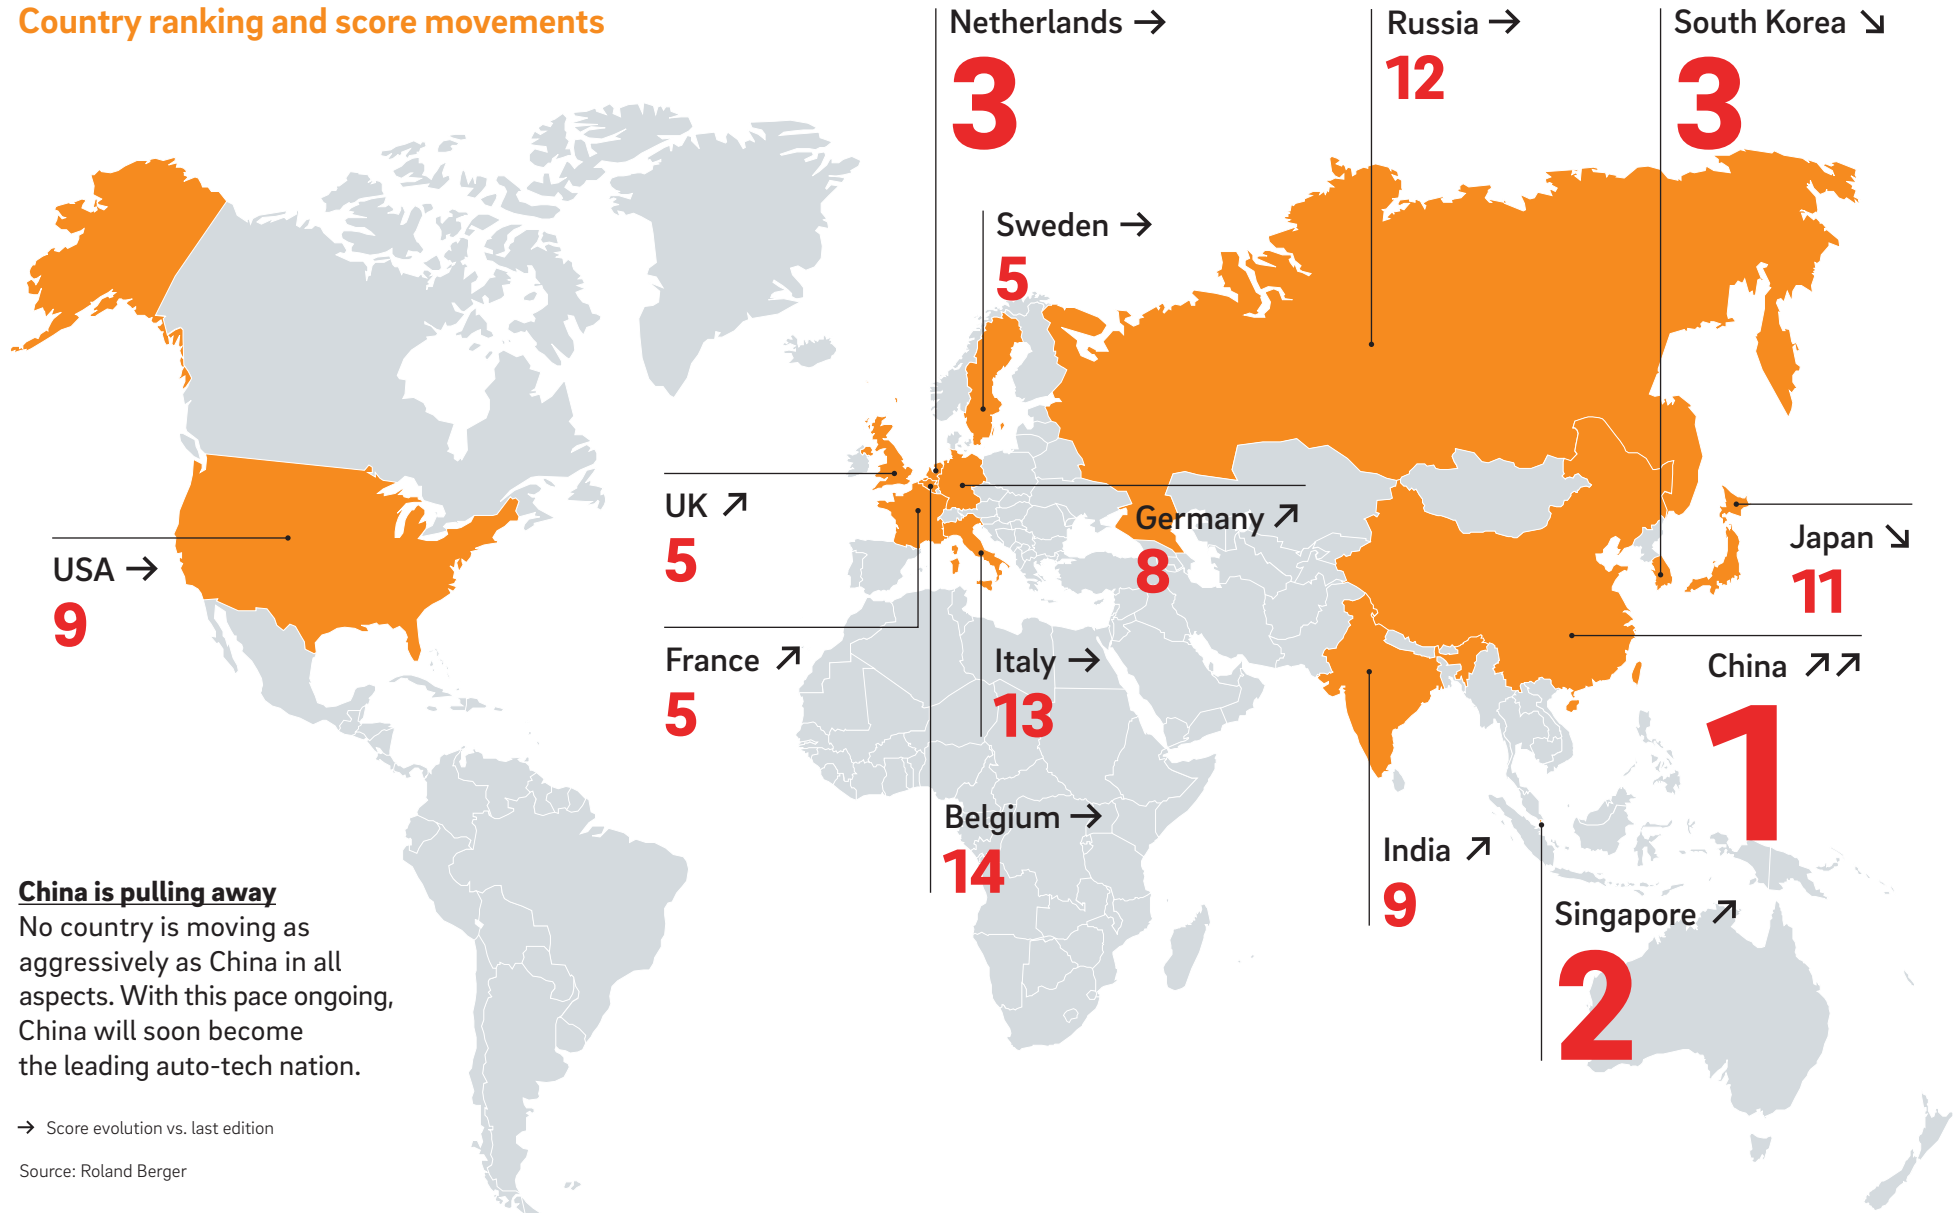 Country ranking and score movements
Netherlands →
3
Russia →
12
South Korea ↘
3
Sweden →
5
USA →
9
UK ↗
5
Germany ↗
8
Japan ↘
11
France ↗
5
Italy →
13
China ↗↗
1
Belgium →
14
India ↗
9
Singapore ↗
2
China is pulling away
No country is moving as
aggressively as China in all
aspects. With this pace ongoing,
China will soon become
the leading auto-tech nation.
→ Score evolution vs. last edition
Source: Roland Berger